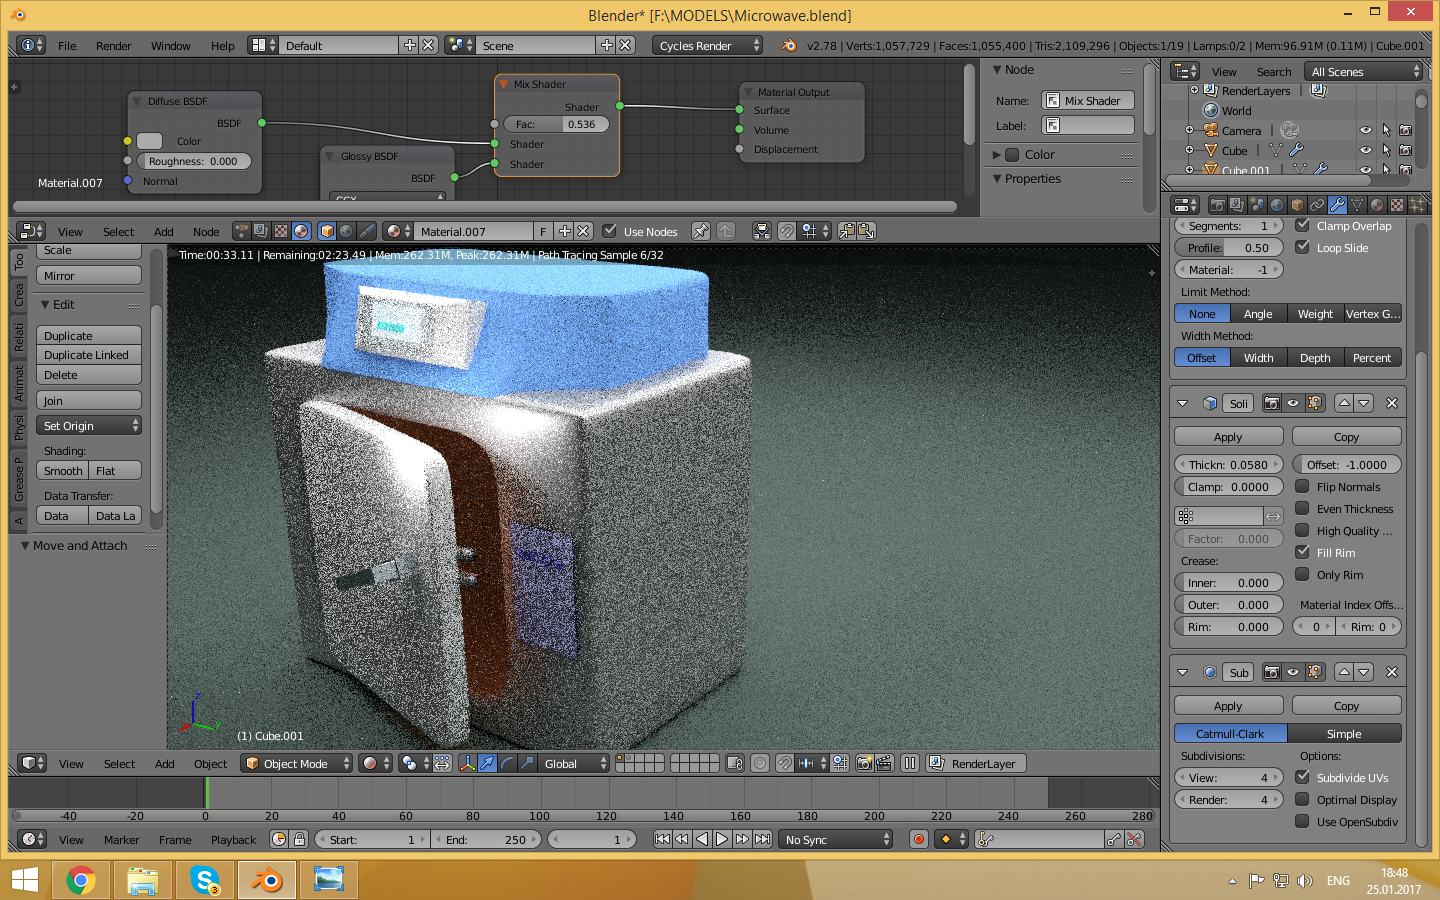 Blender* [F:\MODELS\Microwave.blend]
File Render Window Help Default Scene Cycles Render v2.78 | Verts:1,057,729 | Faces:1,055,400 | Tris:2,109,296 | Objects:1/19 | Lamps:0/2 | Mem:96.91M (0.11M) | Cube.001
Diffuse BSDF
BSDF
Color
Roughness: 0.000
Normal
Material.007
Glossy BSDF
BSDF
GGX
Mix Shader
Shader
Fac: 0.536
Shader
Shader
Material Output
Surface
Volume
Displacement
Node
Name: Mix Shader
Label:
Color
Properties
View Search All Scenes
RenderLayers
World
Camera
Cube
Cube.001
View Select Add Node Material.007 F Use Nodes
Too
Crea
Relati
Animat
Physi
Grease P
A
Scale
Mirror
Edit
Duplicate
Duplicate Linked
Delete
Join
Set Origin
Shading:
Smooth Flat
Data Transfer:
Data Data La
Move and Attach
Time:00:33.11 | Remaining:02:23.49 | Mem:262.31M, Peak:262.31M | Path Tracing Sample 6/32
z
y
(1) Cube.001
Segments: 1 Clamp Overlap
Profile: 0.50 Loop Slide
Material: -1
Limit Method:
None Angle Weight Vertex G...
Width Method:
Offset Width Depth Percent
Soli
Apply Copy
Thickn: 0.0580 Offset: -1.0000
Clamp: 0.0000 Flip Normals
Even Thickness
High Quality ...
Factor: 0.000
Fill Rim
Crease:
Only Rim
Inner: 0.000
Outer: 0.000 Material Index Offs...
Rim: 0.000 0 Rim: 0
Sub
Apply Copy
Catmull-Clark Simple
Subdivisions: Options:
View: 4 Subdivide UVs
Render: 4 Optimal Display
Use OpenSubdiv
View Select Add Object Object Mode Global RenderLayer
-40 -20 0 20 40 60 80 100 120 140 160 180 200 220 240 260 280
View Marker Frame Playback Start: 1 End: 250 1 No Sync
3
ENG
18:48
25.01.2017